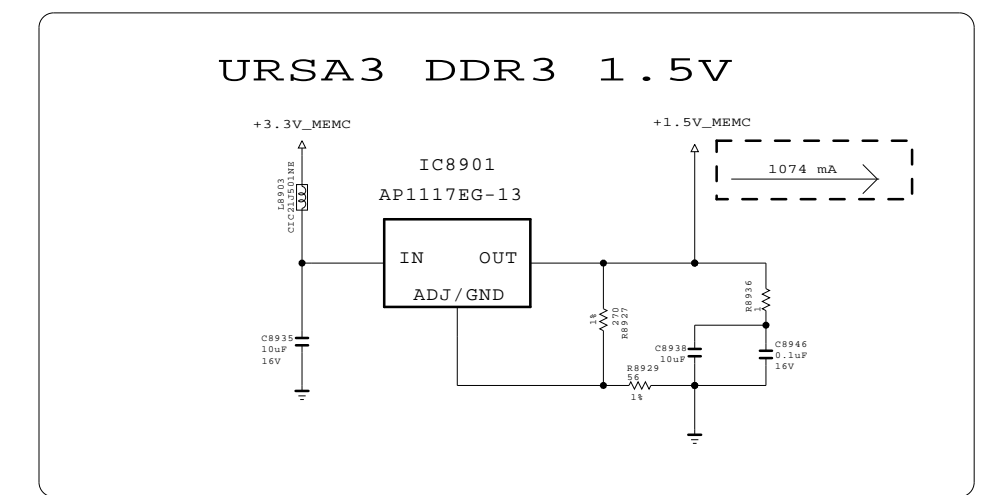 URSA3 DDR3 1.5V
+3.3V_MEMC
+1.5V_MEMC
1074 mA
L8903
CIC21J501NE
IC8901
AP1117EG-13
IN
OUT
ADJ/GND
C8935
10uF
16V
1%
270
R8927
R8929
56
1%
R8936
1
C8938
10uF
C8946
0.1uF
16V